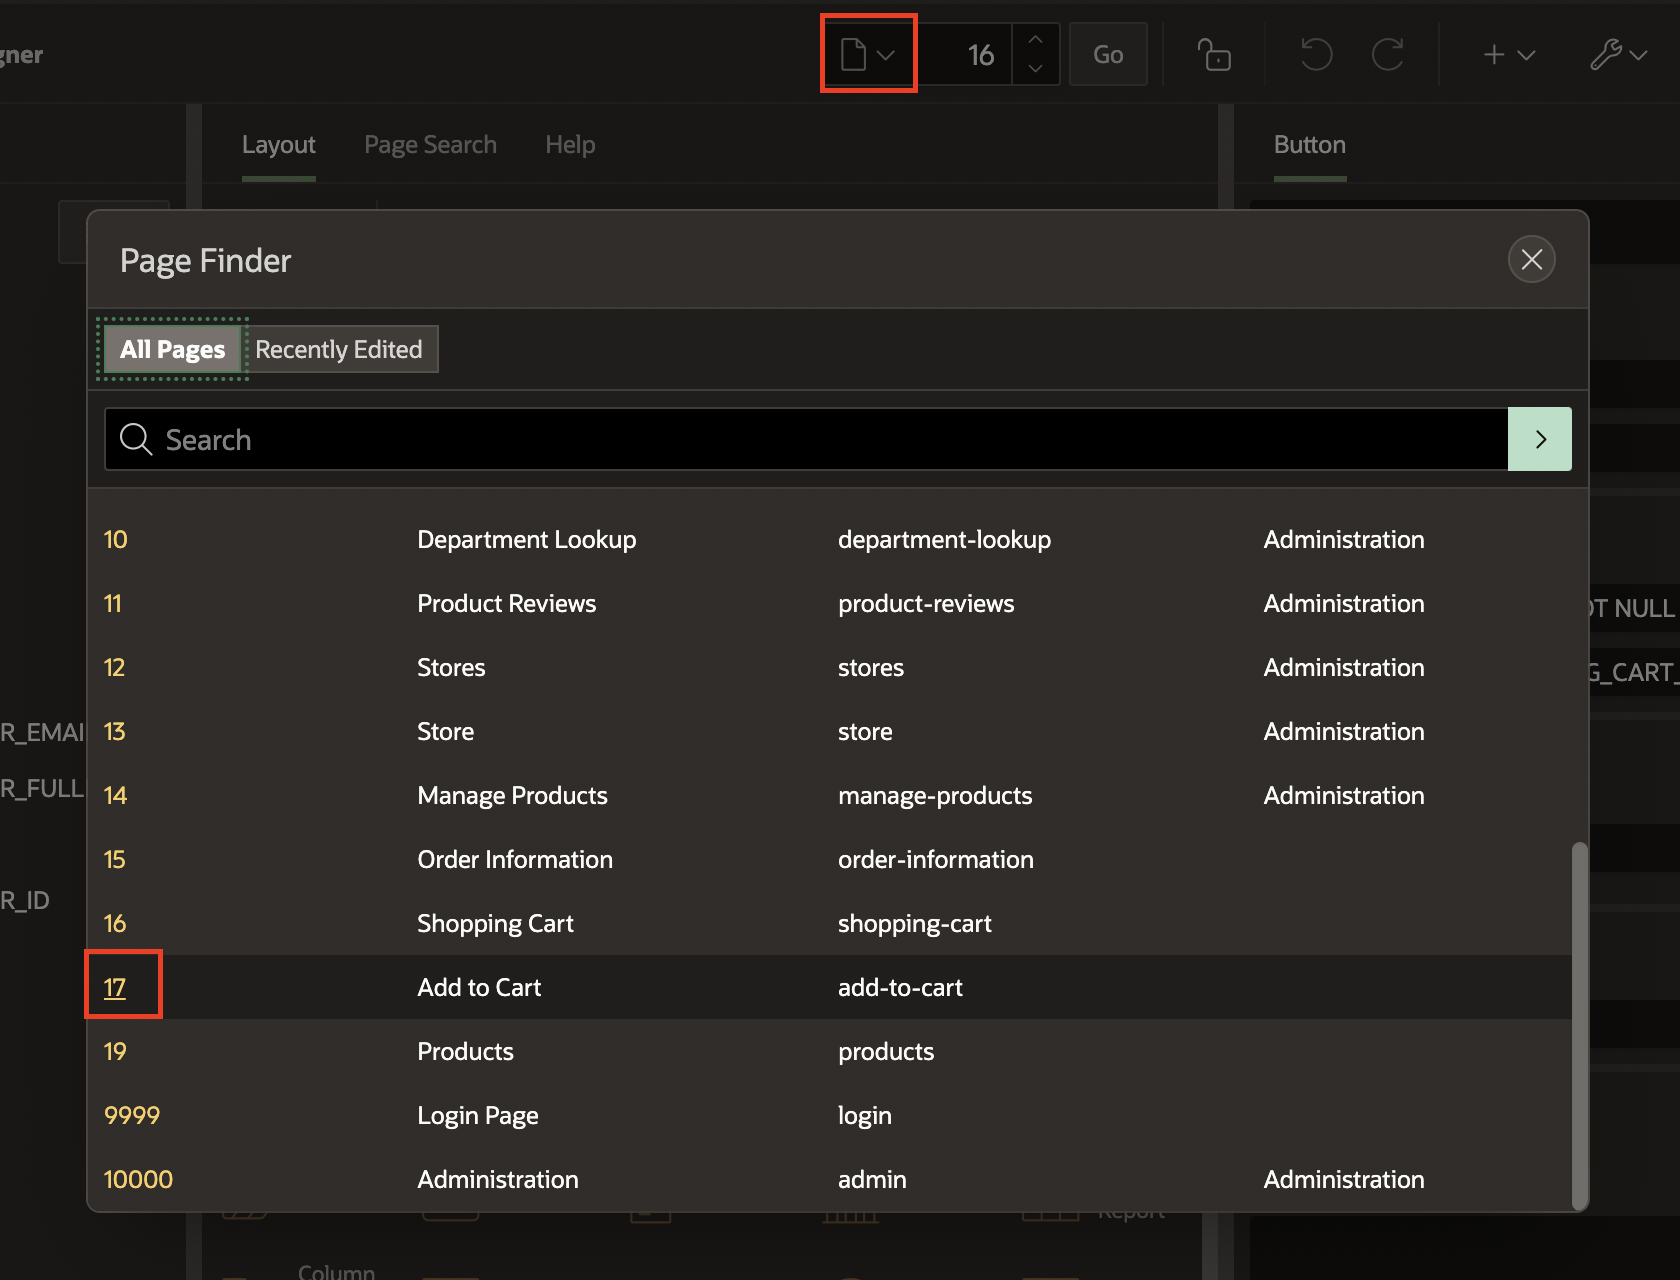 gner
16
Go
Layout Page Search Help
Button
Page Finder
All Pages Recently Edited
Search
10 Department Lookup department-lookup Administration
11 Product Reviews product-reviews Administration
OT NULL
12 Stores stores Administration
G_CART_
13 Store store Administration
R_EMAI
14 Manage Products manage-products Administration
R_FULL
15 Order Information order-information
R_ID
16 Shopping Cart shopping-cart
17 Add to Cart add-to-cart
19 Products products
9999 Login Page login
10000 Administration admin Administration
Report
Column